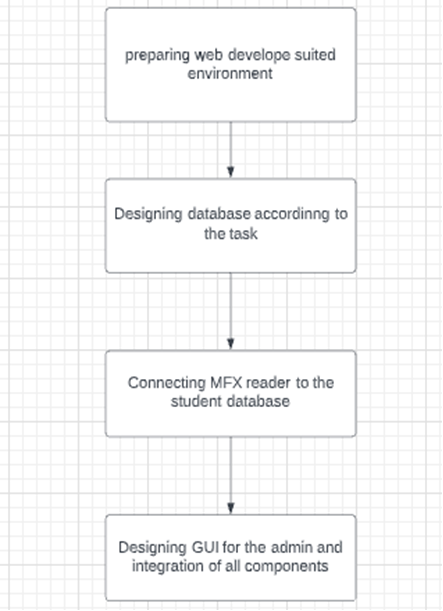 preparing web develope suited
environment
Designing database accordinng to
the task
Connecting MFX reader to the
student database
Designing GUI for the admin and
integration of all components